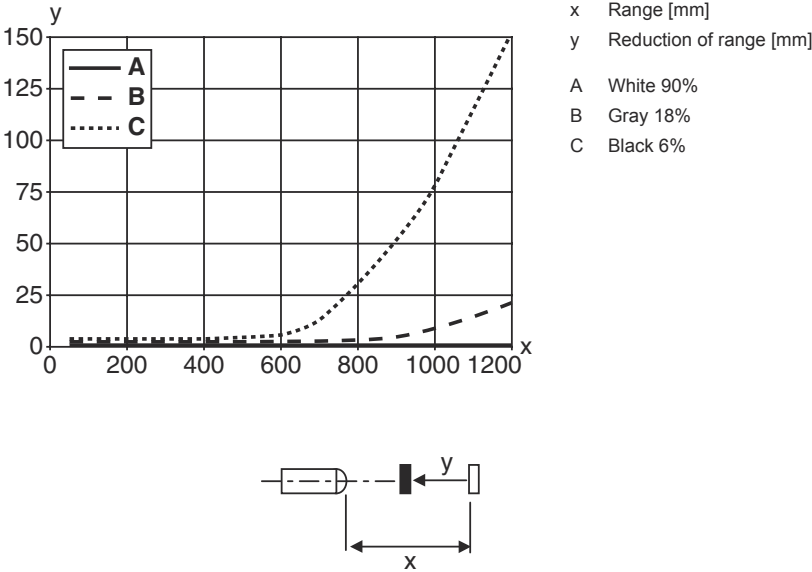 y
150
125
100
75
50
25
0
A
B
C
x
0 200 400 600 800 1000 1200
x Range [mm]
y Reduction of range [mm]
A White 90%
B Gray 18%
C Black 6%
y
x